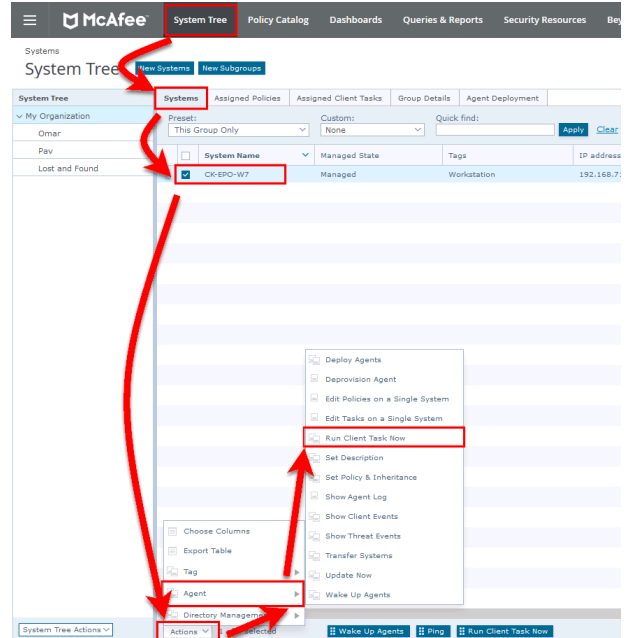 McAfee System Tree Policy Catalog Dashboards Queries & Reports Security Resources
Systems
System Tree New Systems New Subgroups
System Tree
My Organization
Omar
Pav
Lost and Found
Systems Assigned Policies Assigned Client Tasks Group Details Agent Deployment
Preset: Custom: Quick find:
This Group Only None Apply Clear
System Name Managed State Tags IP address
CK-EPO-W7 Managed Workstation 192.168.71
Deploy Agents
Deprovision Agent
Edit Policies on a Single System
Edit Tasks on a Single System
Run Client Task Now
Set Description
Set Policy & Inheritance
Show Agent Log
Show Client Events
Show Threat Events
Transfer Systems
Update Now
Wake Up Agents
Choose Columns
Export Table
Tag
Agent
Directory Management
System Tree Actions Actions selected Wake Up Agents Ping Run Client Task Now